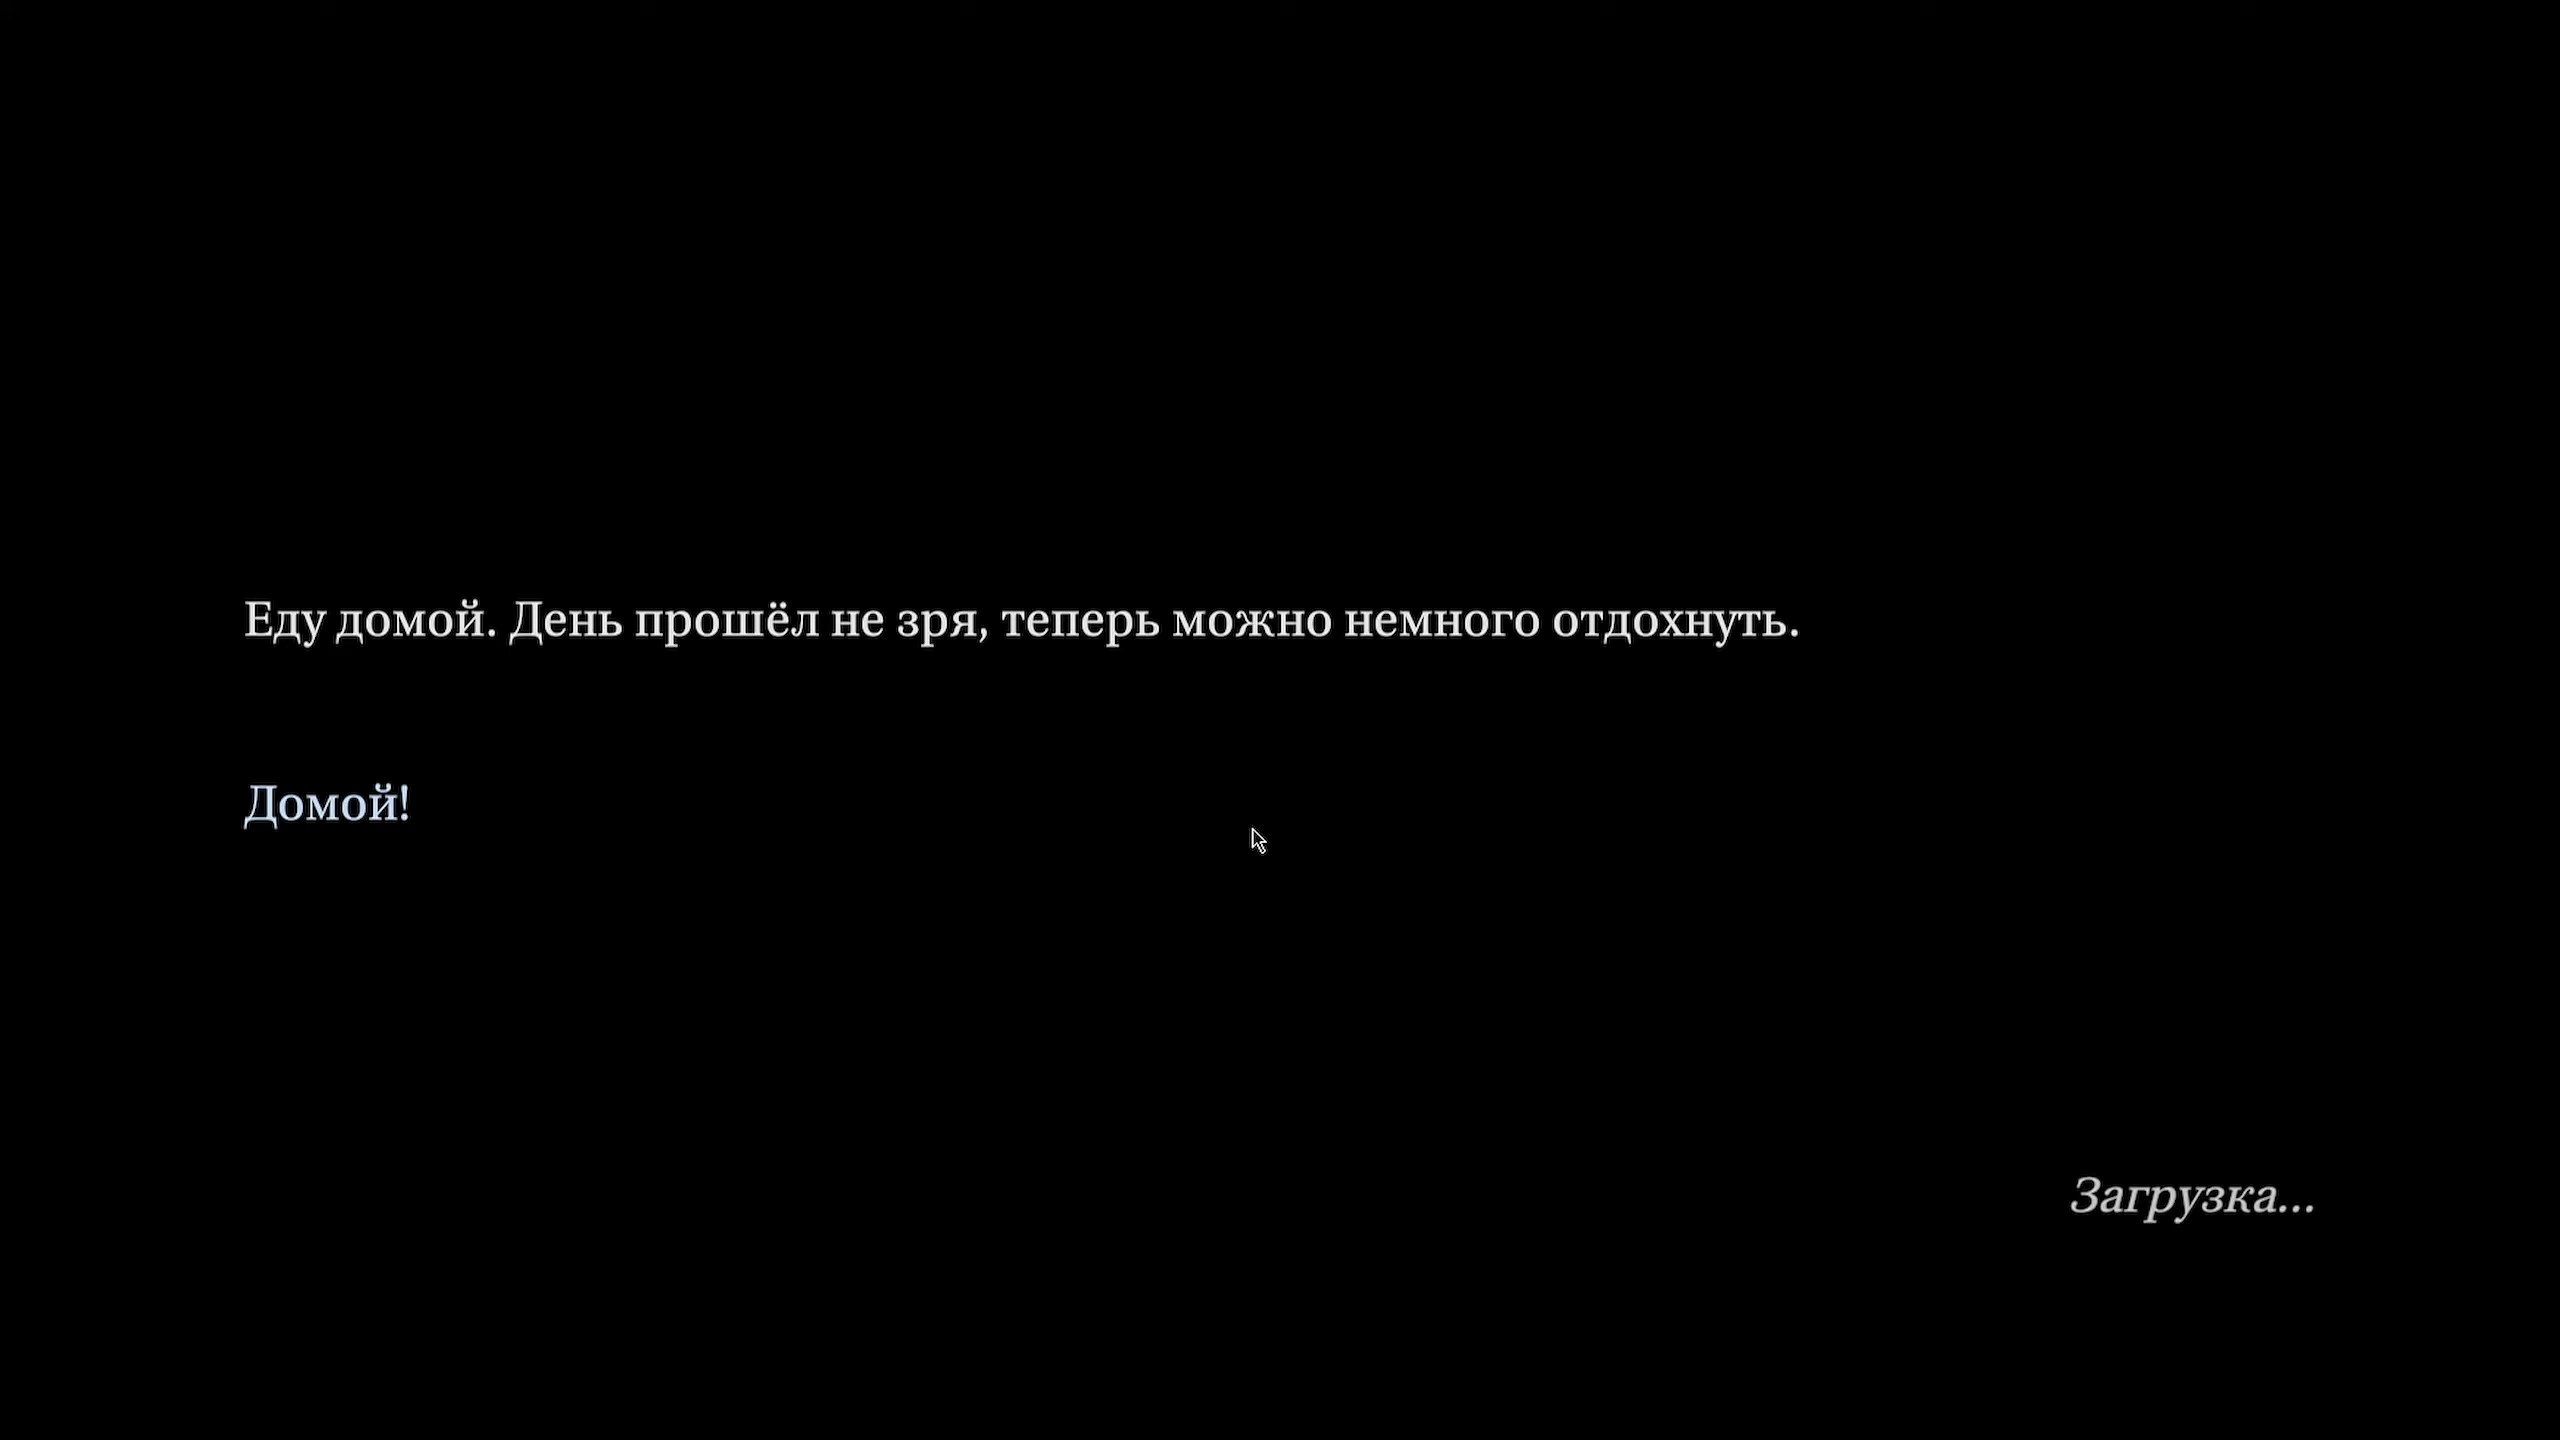 Еду домой. День прошёл не зря, теперь можно немного отдохнуть.
Домой!
Загрузка...